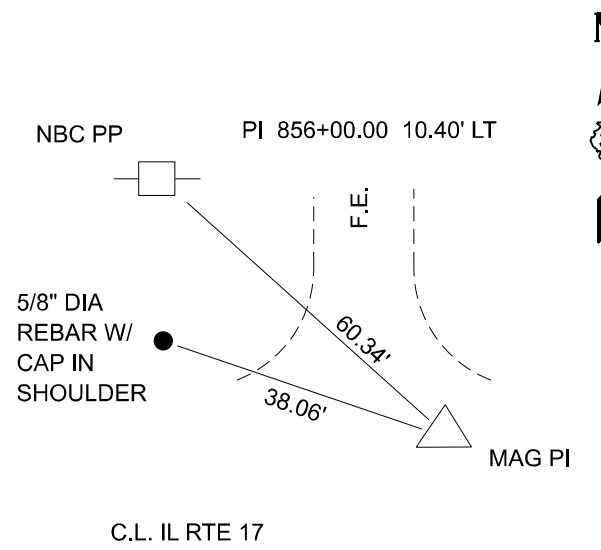 NBC PP
PI 856+00.00 10.40' LT
F.E.
5/8" DIA
REBAR W/
CAP IN
SHOULDER
60.34'
38.06'
MAG PI
C.L. IL RTE 17